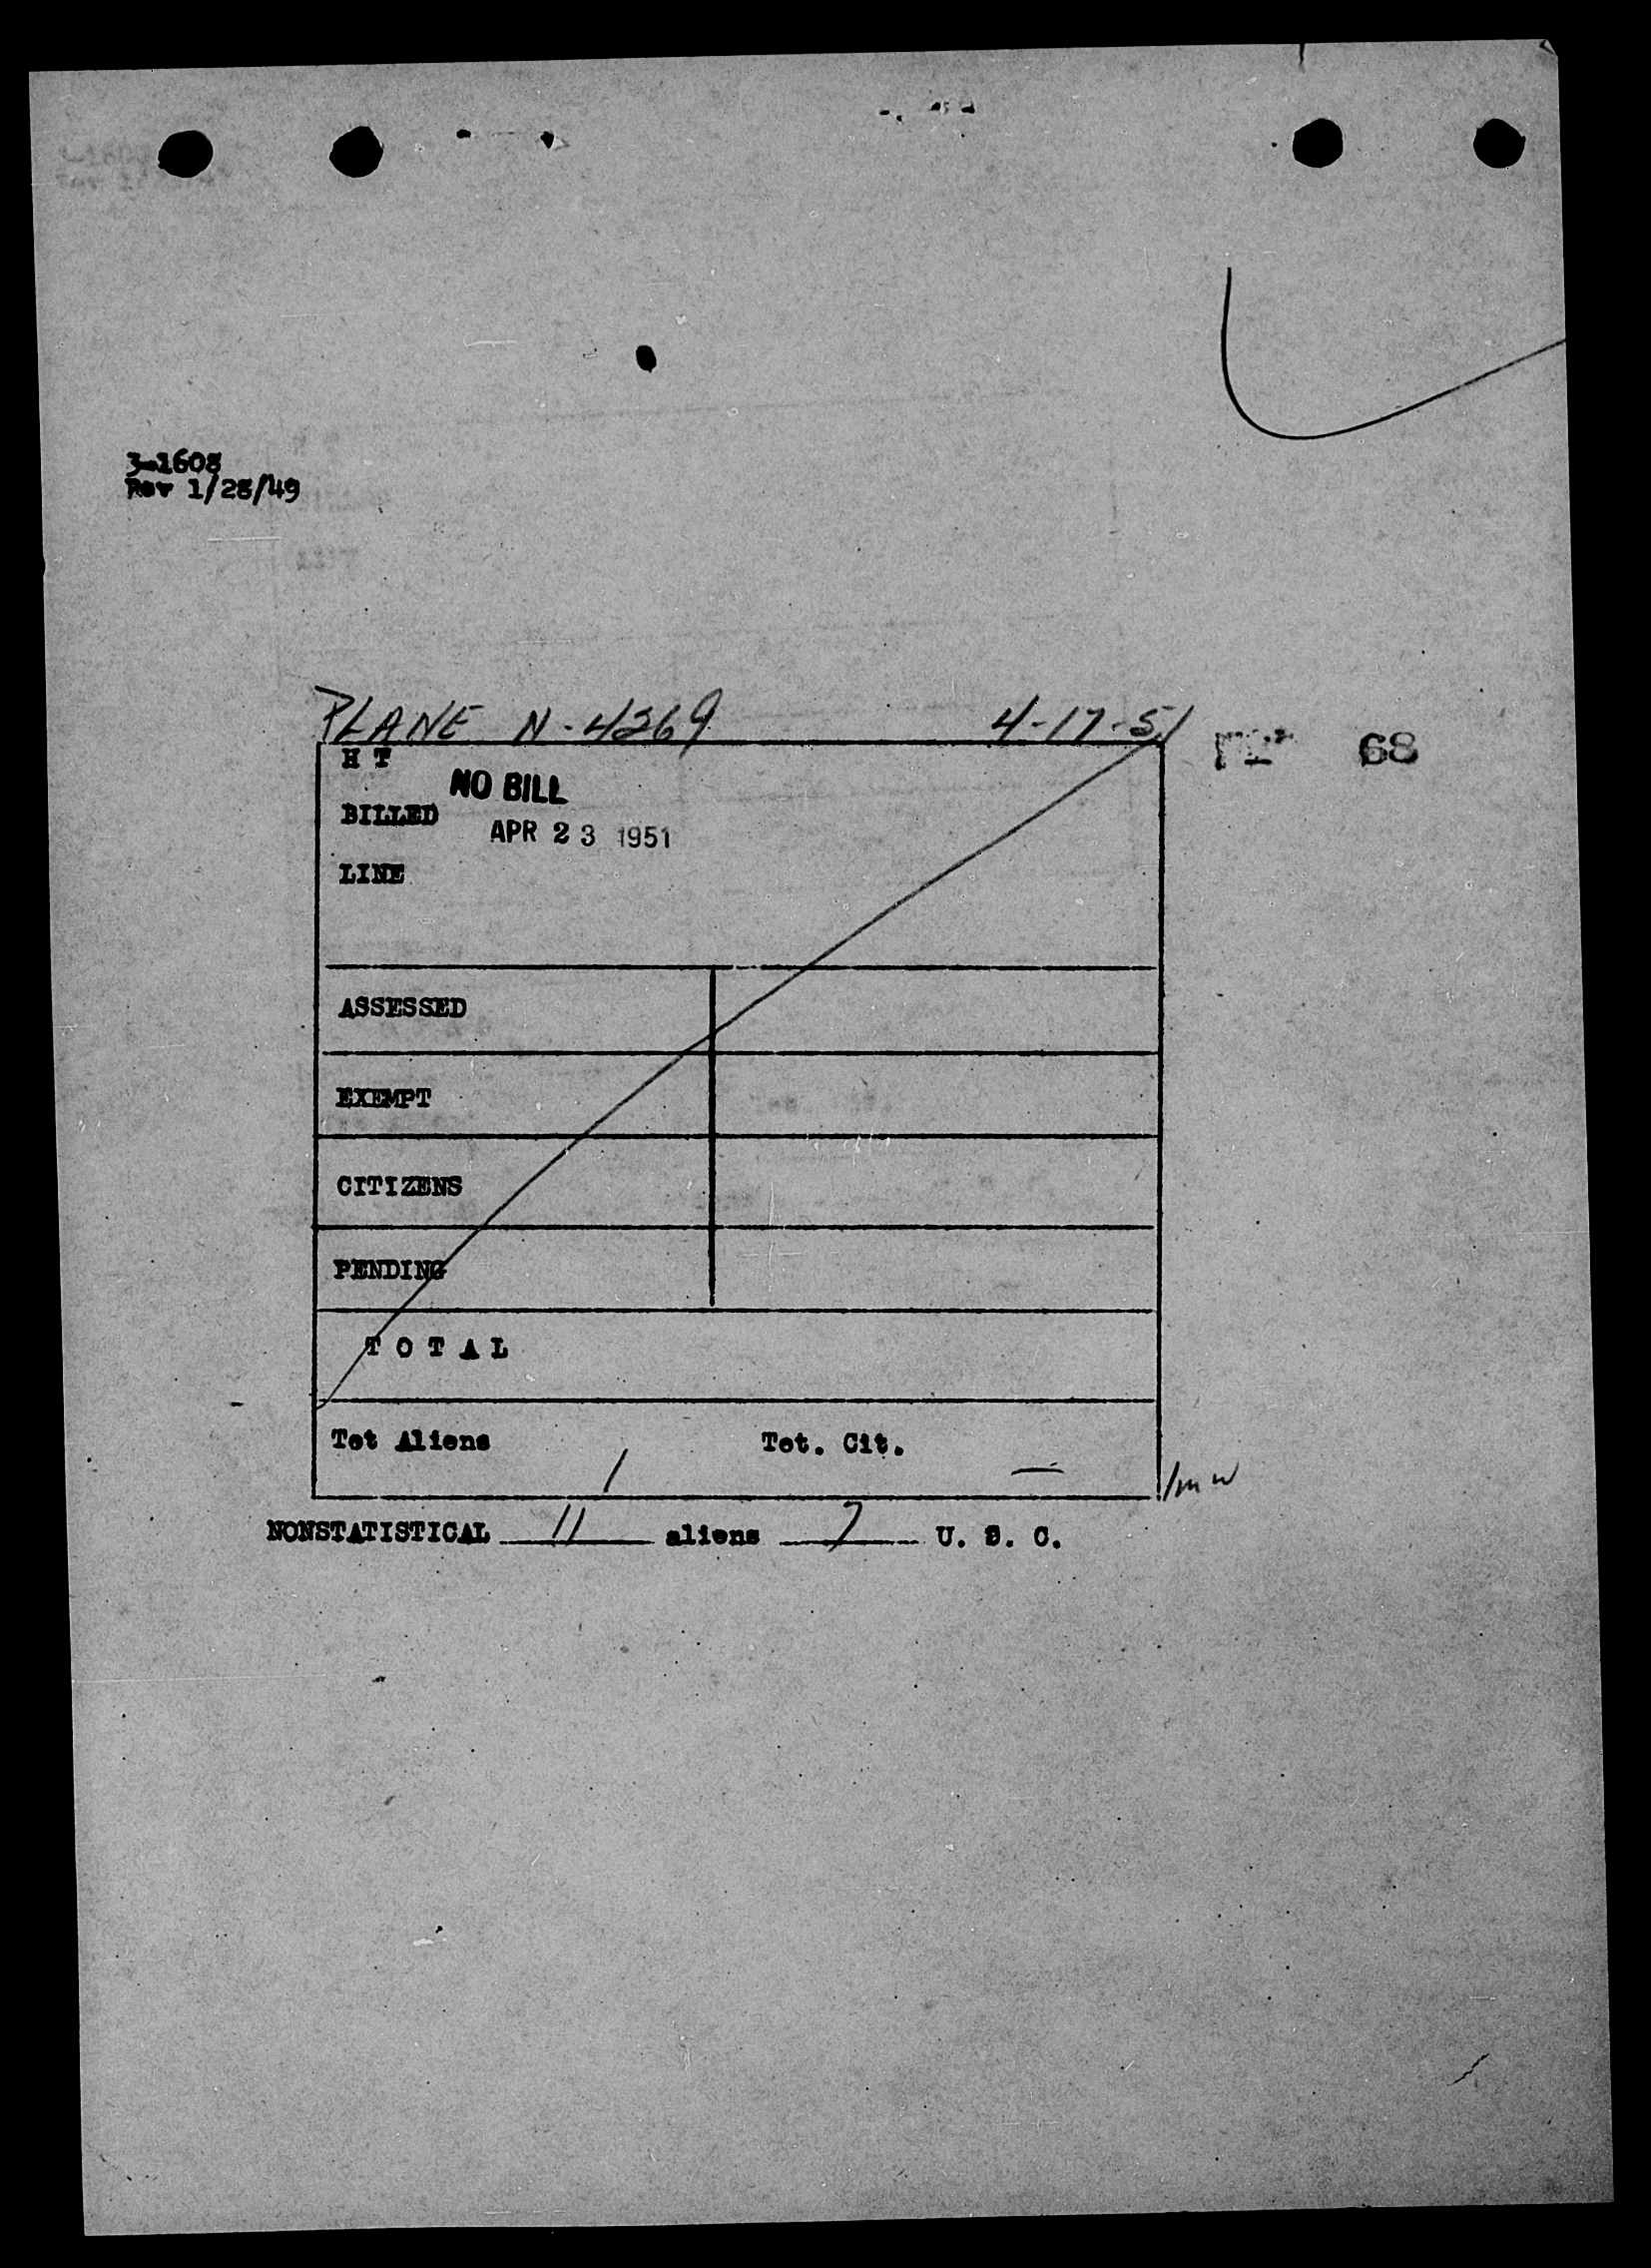 3-1608
Rev 1/28/49
PLANE N-4269 4-17-51
H T
NO BILL
BILLED
APR 23 1951
68
LINE
ASSESSED
EXEMPT
CITIZENS
PENDING
TOTAL
Tot Aliens / Tot. Cit. —
/mw
NONSTATISTICAL 11 aliens 7 U. S. C.